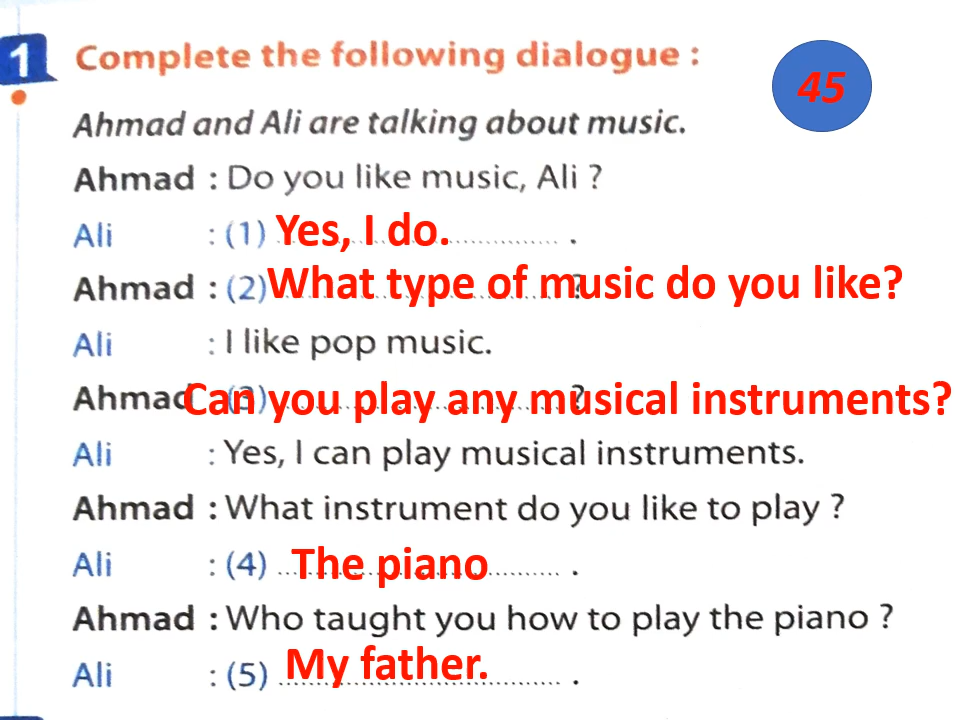 1 Complete the following dialogue :
45
Ahmad and Ali are talking about music.
Ahmad : Do you like music, Ali ?
Ali : (1) Yes, I do. .
Ahmad : (2) What type of music do you like? ?
Ali : I like pop music.
Ahmad (3) Can you play any musical instruments? ?
Ali : Yes, I can play musical instruments.
Ahmad : What instrument do you like to play ?
Ali : (4) The piano .
Ahmad : Who taught you how to play the piano ?
Ali : (5) My father. .